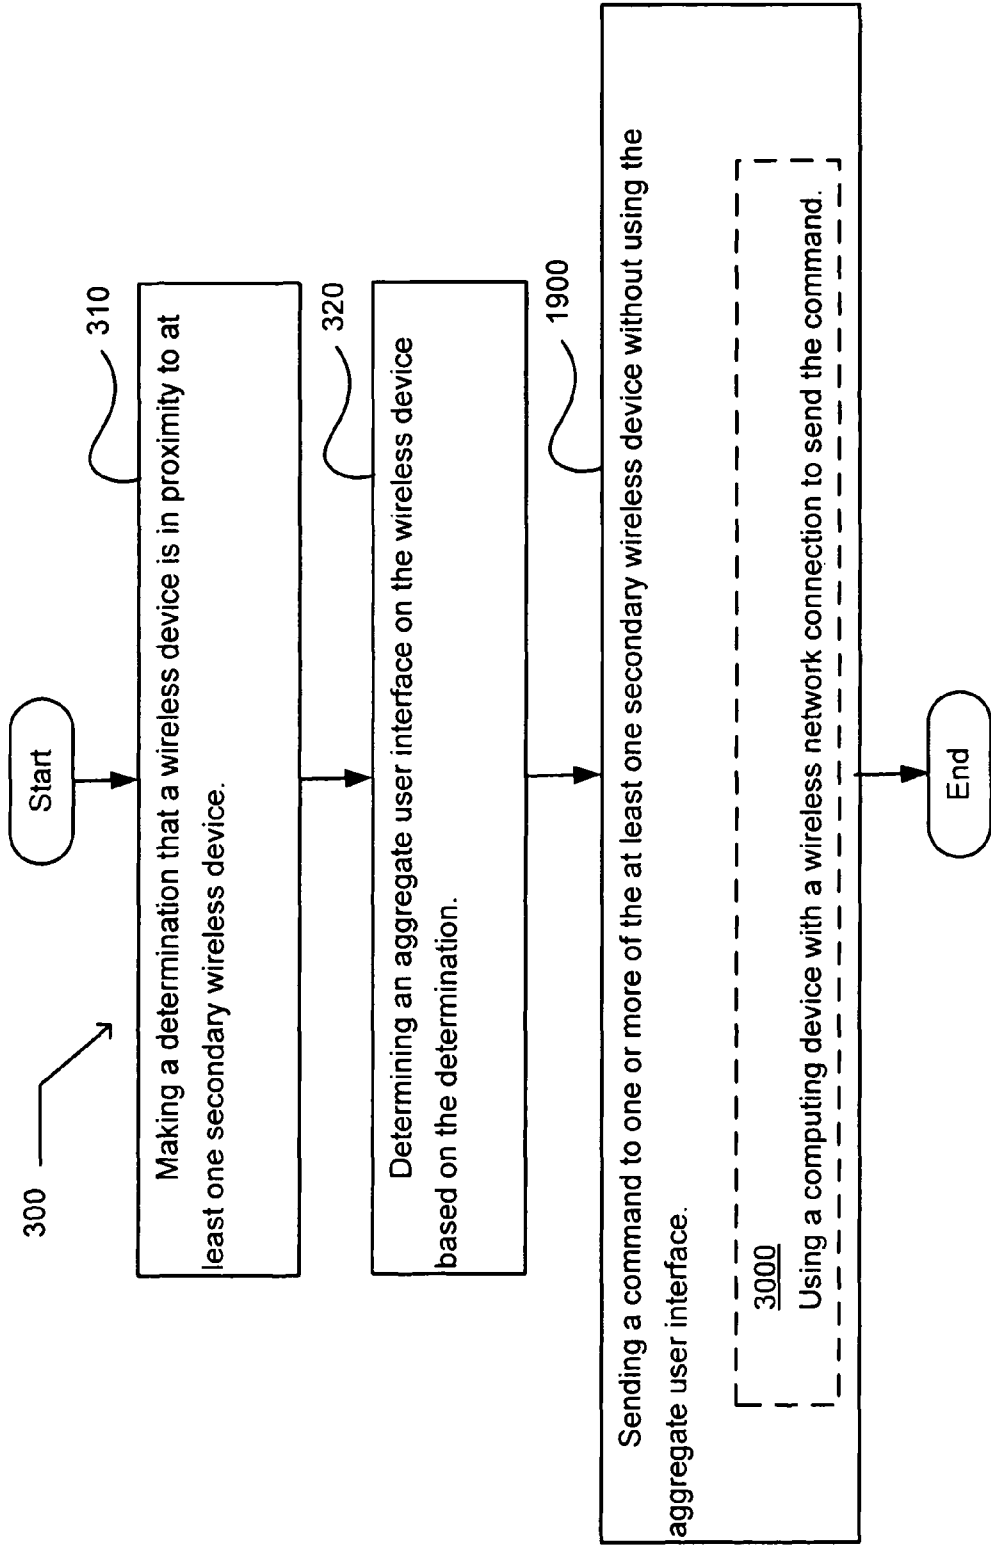 300
Start
310
Making a determination that a wireless device is in proximity to at
least one secondary wireless device.
320
Determining an aggregate user interface on the wireless device
based on the determination.
1900
Sending a command to one or more of the at least one secondary wireless device without using the
aggregate user interface.
3000
Using a computing device with a wireless network connection to send the command.
End